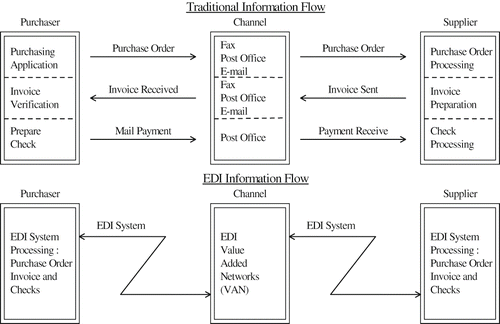 Traditional Information Flow
Purchaser
Channel
Supplier
Purchasing
Application
Purchase Order
Fax
Post Office
E-mail
Purchase Order
Purchase Order
Processing
Invoice
Verification
Invoice Received
Fax
Post Office
E-mail
Invoice Sent
Invoice
Preparation
Prepare
Check
Mail Payment
Post Office
Payment Receive
Check
Processing
EDI Information Flow
Purchaser
Channel
Supplier
EDI System
Processing :
Purchase Order
Invoice and
Checks
EDI System
EDI
Value
Added
Networks
(VAN)
EDI System
EDI System
Processing :
Purchase Order
Invoice and
Checks